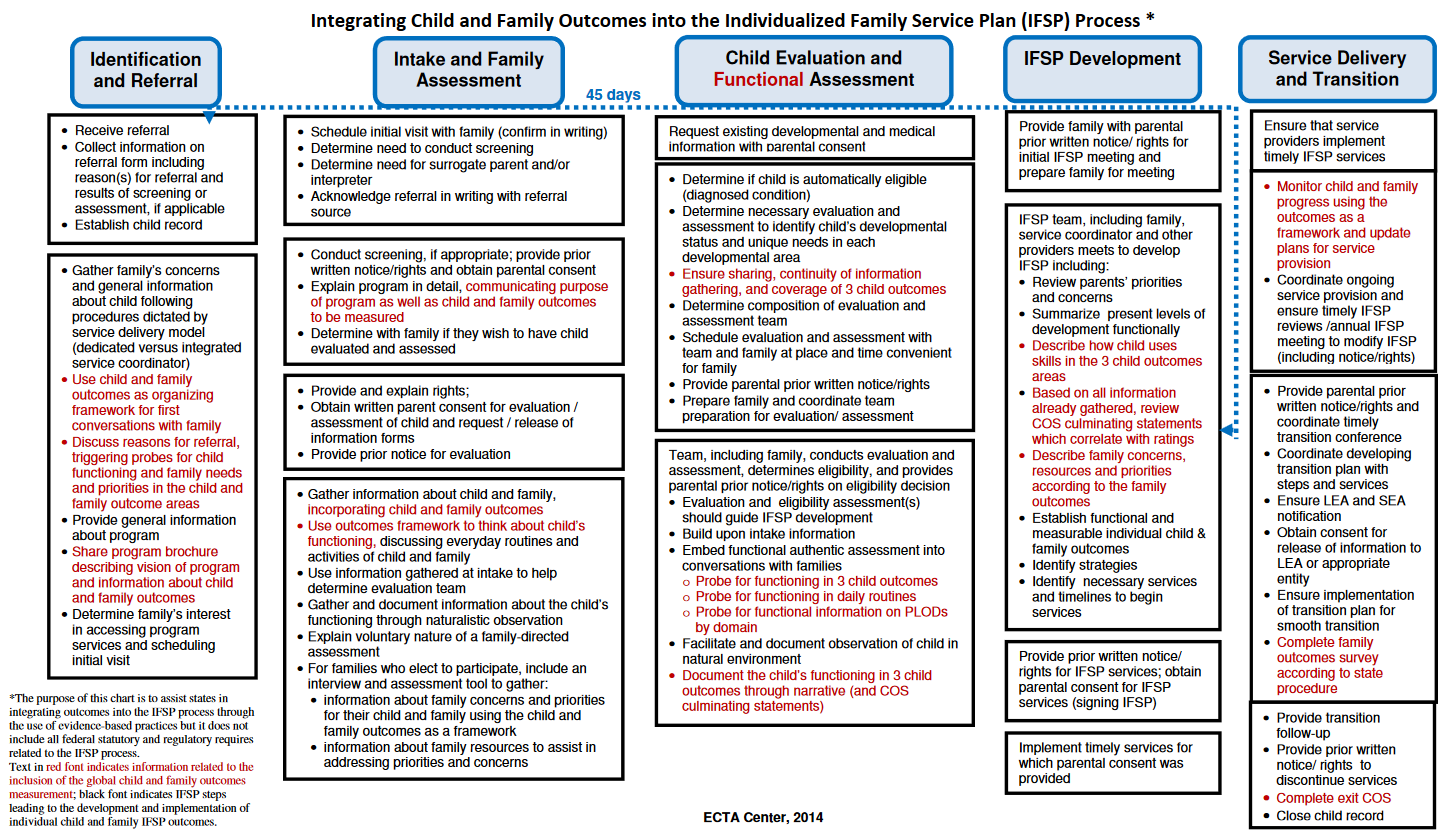 Integrating Child and Family Outcomes into the Individualized Family Service Plan (IFSP) Process *
Identification
and Referral
Intake and Family
Assessment
Child Evaluation and
Functional Assessment
IFSP Development
Service Delivery
and Transition
45 days
• Receive referral
• Collect information on
referral form including
reason(s) for referral and
results of screening or
assessment, if applicable
• Establish child record
• Gather family's concerns
and general information
about child following
procedures dictated by
service delivery model
(dedicated versus integrated
service coordinator)
• Use child and family
outcomes as organizing
framework for first
conversations with family
• Discuss reasons for referral,
triggering probes for child
functioning and family needs
and priorities in the child and
family outcome areas
• Provide general information
about program
• Share program brochure
describing vision of program
and information about child
and family outcomes
• Determine family's interest
in accessing program
services and scheduling
initial visit
*The purpose of this chart is to assist states in
integrating outcomes into the IFSP process through
the use of evidence-based practices but it does not
include all federal statutory and regulatory requires
related to the IFSP process.
Text in red font indicates information related to the
inclusion of the global child and family outcomes
measurement; black font indicates IFSP steps
leading to the development and implementation of
individual child and family IFSP outcomes.
• Schedule initial visit with family (confirm in writing)
• Determine need to conduct screening
• Determine need for surrogate parent and/or
interpreter
• Acknowledge referral in writing with referral
source
• Conduct screening, if appropriate; provide prior
written notice/rights and obtain parental consent
• Explain program in detail, communicating purpose
of program as well as child and family outcomes
to be measured
• Determine with family if they wish to have child
evaluated and assessed
• Provide and explain rights;
• Obtain written parent consent for evaluation /
assessment of child and request / release of
information forms
• Provide prior notice for evaluation
• Gather information about child and family,
incorporating child and family outcomes
• Use outcomes framework to think about child's
functioning, discussing everyday routines and
activities of child and family
• Use information gathered at intake to help
determine evaluation team
• Gather and document information about the child's
functioning through naturalistic observation
• Explain voluntary nature of a family-directed
assessment
• For families who elect to participate, include an
interview and assessment tool to gather:
• information about family concerns and priorities
for their child and family using the child and
family outcomes as a framework
• information about family resources to assist in
addressing priorities and concerns
Request existing developmental and medical
information with parental consent
• Determine if child is automatically eligible
(diagnosed condition)
• Determine necessary evaluation and
assessment to identify child's developmental
status and unique needs in each
developmental area
• Ensure sharing, continuity of information
gathering, and coverage of 3 child outcomes
• Determine composition of evaluation and
assessment team
• Schedule evaluation and assessment with
team and family at place and time convenient
for family
• Provide parental prior written notice/rights
• Prepare family and coordinate team
preparation for evaluation/ assessment
Team, including family, conducts evaluation and
assessment, determines eligibility, and provides
parental prior notice/rights on eligibility decision
• Evaluation and eligibility assessment(s)
should guide IFSP development
• Build upon intake information
• Embed functional authentic assessment into
conversations with families
o Probe for functioning in 3 child outcomes
o Probe for functioning in daily routines
o Probe for functional information on PLODs
by domain
• Facilitate and document observation of child in
natural environment
• Document the child's functioning in 3 child
outcomes through narrative (and COS
culminating statements)
ECTA Center, 2014
Provide family with parental
prior written notice/ rights for
initial IFSP meeting and
prepare family for meeting
IFSP team, including family,
service coordinator and other
providers meets to develop
IFSP including:
• Review parents' priorities
and concerns
• Summarize present levels of
development functionally
• Describe how child uses
skills in the 3 child outcomes
areas
• Based on all information
already gathered, review
COS culminating statements
which correlate with ratings
• Describe family concerns,
resources and priorities
according to the family
outcomes
• Establish functional and
measurable individual child &
family outcomes
• Identify strategies
• Identify necessary services
and timelines to begin
services
Provide prior written notice/
rights for IFSP services; obtain
parental consent for IFSP
services (signing IFSP)
Implement timely services for
which parental consent was
provided
Ensure that service
providers implement
timely IFSP services
• Monitor child and family
progress using the
outcomes as a
framework and update
plans for service
provision
• Coordinate ongoing
service provision and
ensure timely IFSP
reviews /annual IFSP
meeting to modify IFSP
(including notice/rights)
• Provide parental prior
written notice/rights and
coordinate timely
transition conference
• Coordinate developing
transition plan with
steps and services
• Ensure LEA and SEA
notification
• Obtain consent for
release of information to
LEA or appropriate
entity
• Ensure implementation
of transition plan for
smooth transition
• Complete family
outcomes survey
according to state
procedure
• Provide transition
follow-up
• Provide prior written
notice/ rights to
discontinue services
• Complete exit COS
• Close child record